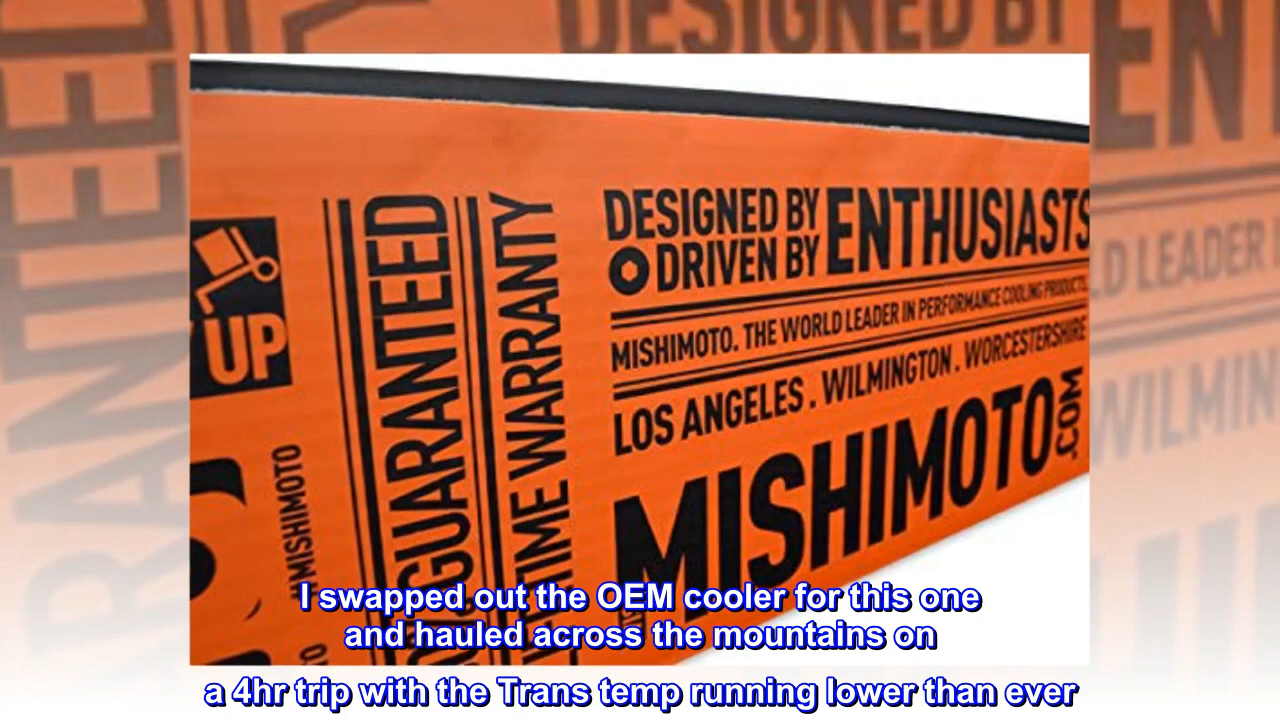 DESIGNED BY ENTHUSIASTS
DRIVEN BY
MISHIMOTO. THE WORLD LEADER IN PERFORMANCE COOLING PRODUCTS.
LOS ANGELES . WILMINGTON . WORCESTERSHIRE
MISHIMOTO.COM
UP
GUARANTEED
LIFETIME WARRANTY
#MISHIMOTO
I swapped out the OEM cooler for this one
and hauled across the mountains on
a 4hr trip with the Trans temp running lower than ever